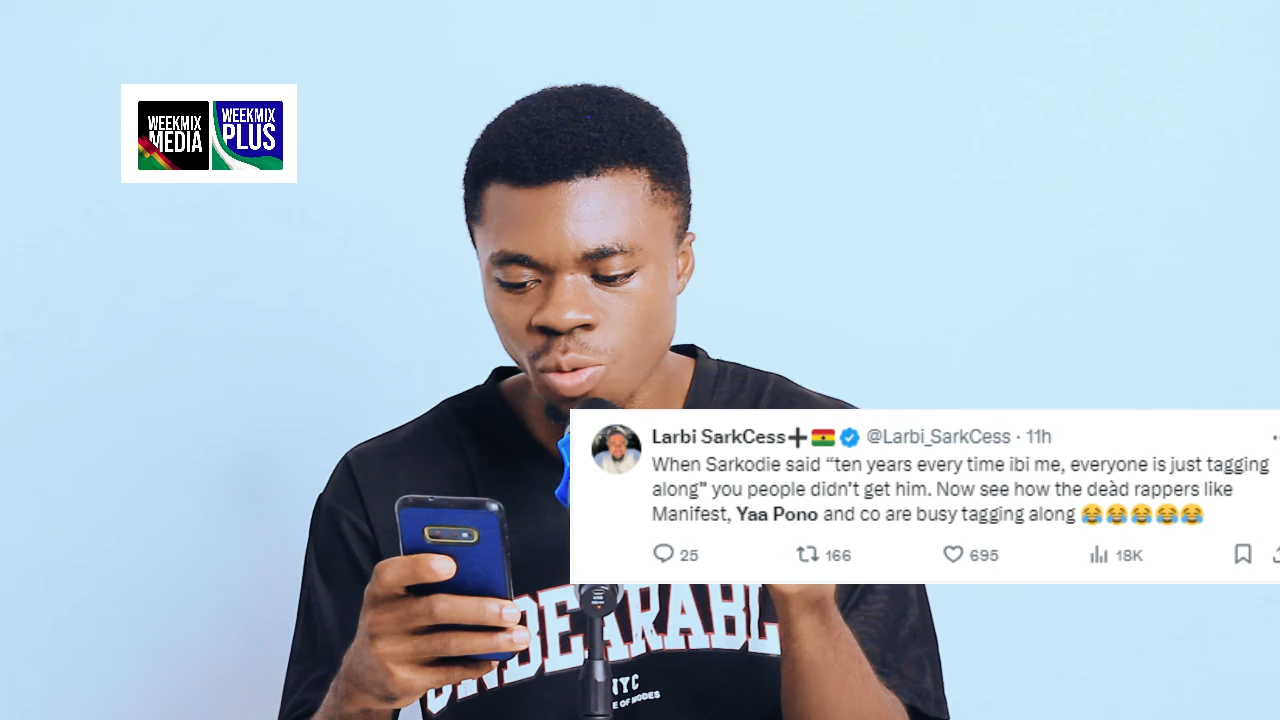 WEEKMIX
MEDIA
WEEKMIX
PLUS
Larbi SarkCess➕🇬🇭 @Larbi_SarkCess · 11h
When Sarkodie said “ten years every time ibi me, everyone is just tagging
along” you people didn’t get him. Now see how the deàd rappers like
Manifest, Yaa Pono and co are busy tagging along 😂😂😂😂😂
25 166 695 18K
NYC
OF MODES